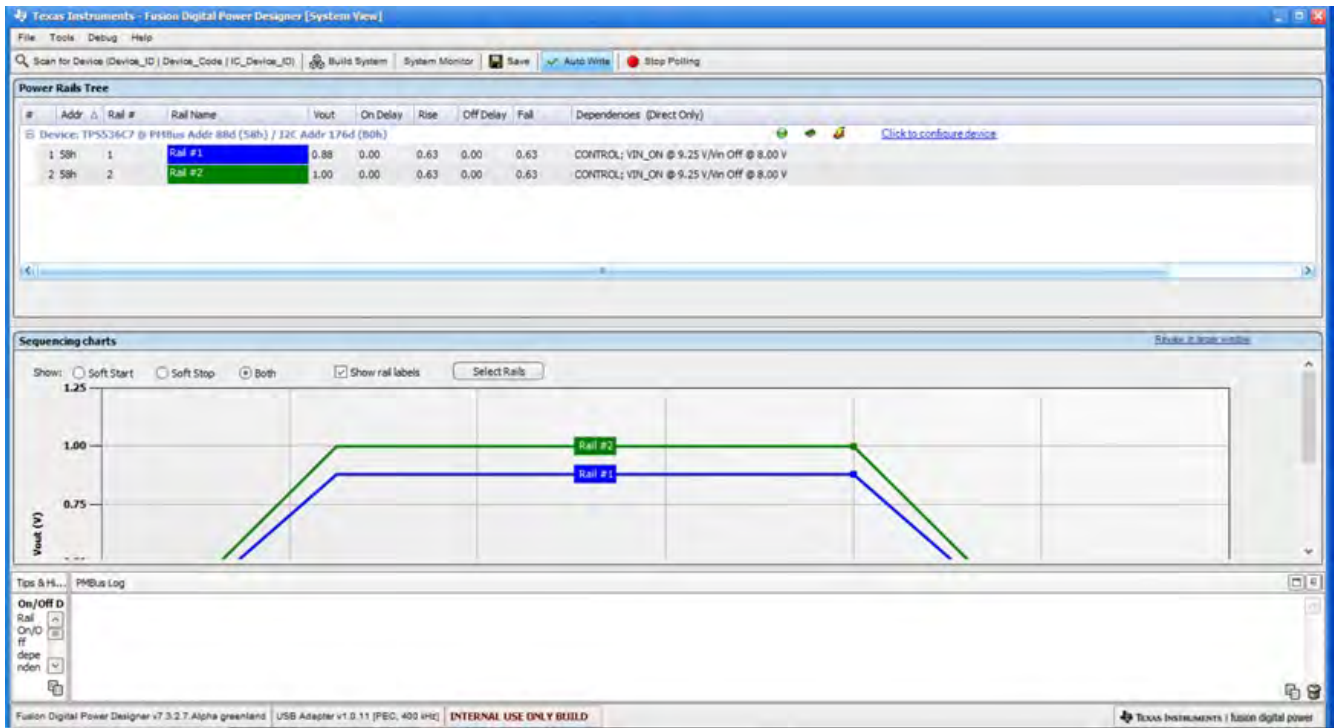 Texas Instruments - Fusion Digital Power Designer [System View]
File Tools Debug Help
Scan for Device (Device_ID | Device_Code | IC_Device_ID) Build System System Monitor Save Auto Write Stop Polling
Power Rails Tree
# Addr Rail # Rail Name Vout On Delay Rise Off Delay Fall Dependencies (Direct Only)
Device: TPS536C7 @ PMBus Addr 88d (58h) / I2C Addr 176d (B0h) Click to configure device
1 58h 1 Rail #1 0.88 0.00 0.63 0.00 0.63 CONTROL; VIN_ON @ 9.25 V/Vin Off @ 8.00 V
2 58h 2 Rail #2 1.00 0.00 0.63 0.00 0.63 CONTROL; VIN_ON @ 9.25 V/Vin Off @ 8.00 V
Sequencing charts
Show: Soft Start Soft Stop Both Show rail labels Select Rails
1.25
1.00
Rail #2
Rail #1
0.75
Vout (V)
Tips & Hi... PMBus Log
On/Off D
Rail
On/O
ff
depe
nden
Fusion Digital Power Designer v7.3.2.7.Alpha greenland USB Adapter v1.0.11 [PEC, 400 kHz] INTERNAL USE ONLY BUILD TEXAS INSTRUMENTS | fusion digital power